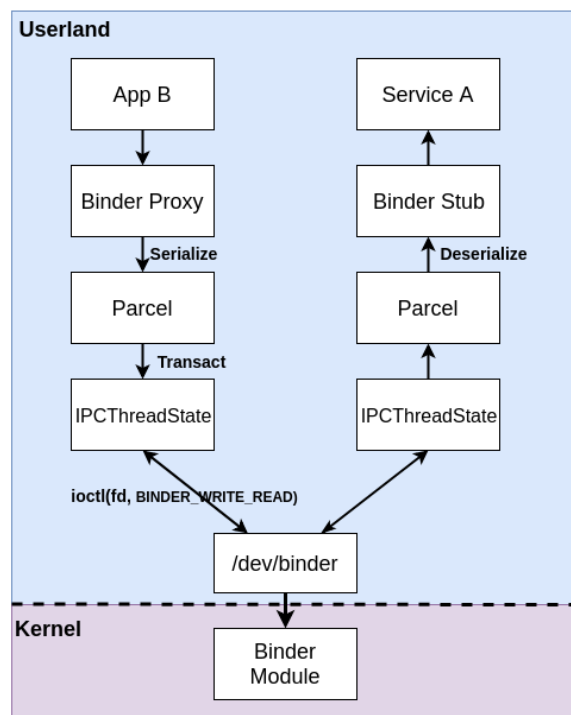 Userland
App B
Service A
Binder Proxy
Binder Stub
Serialize
Deserialize
Parcel
Parcel
Transact
IPCThreadState
IPCThreadState
ioctl(fd, BINDER_WRITE_READ)
/dev/binder
Kernel
Binder
Module